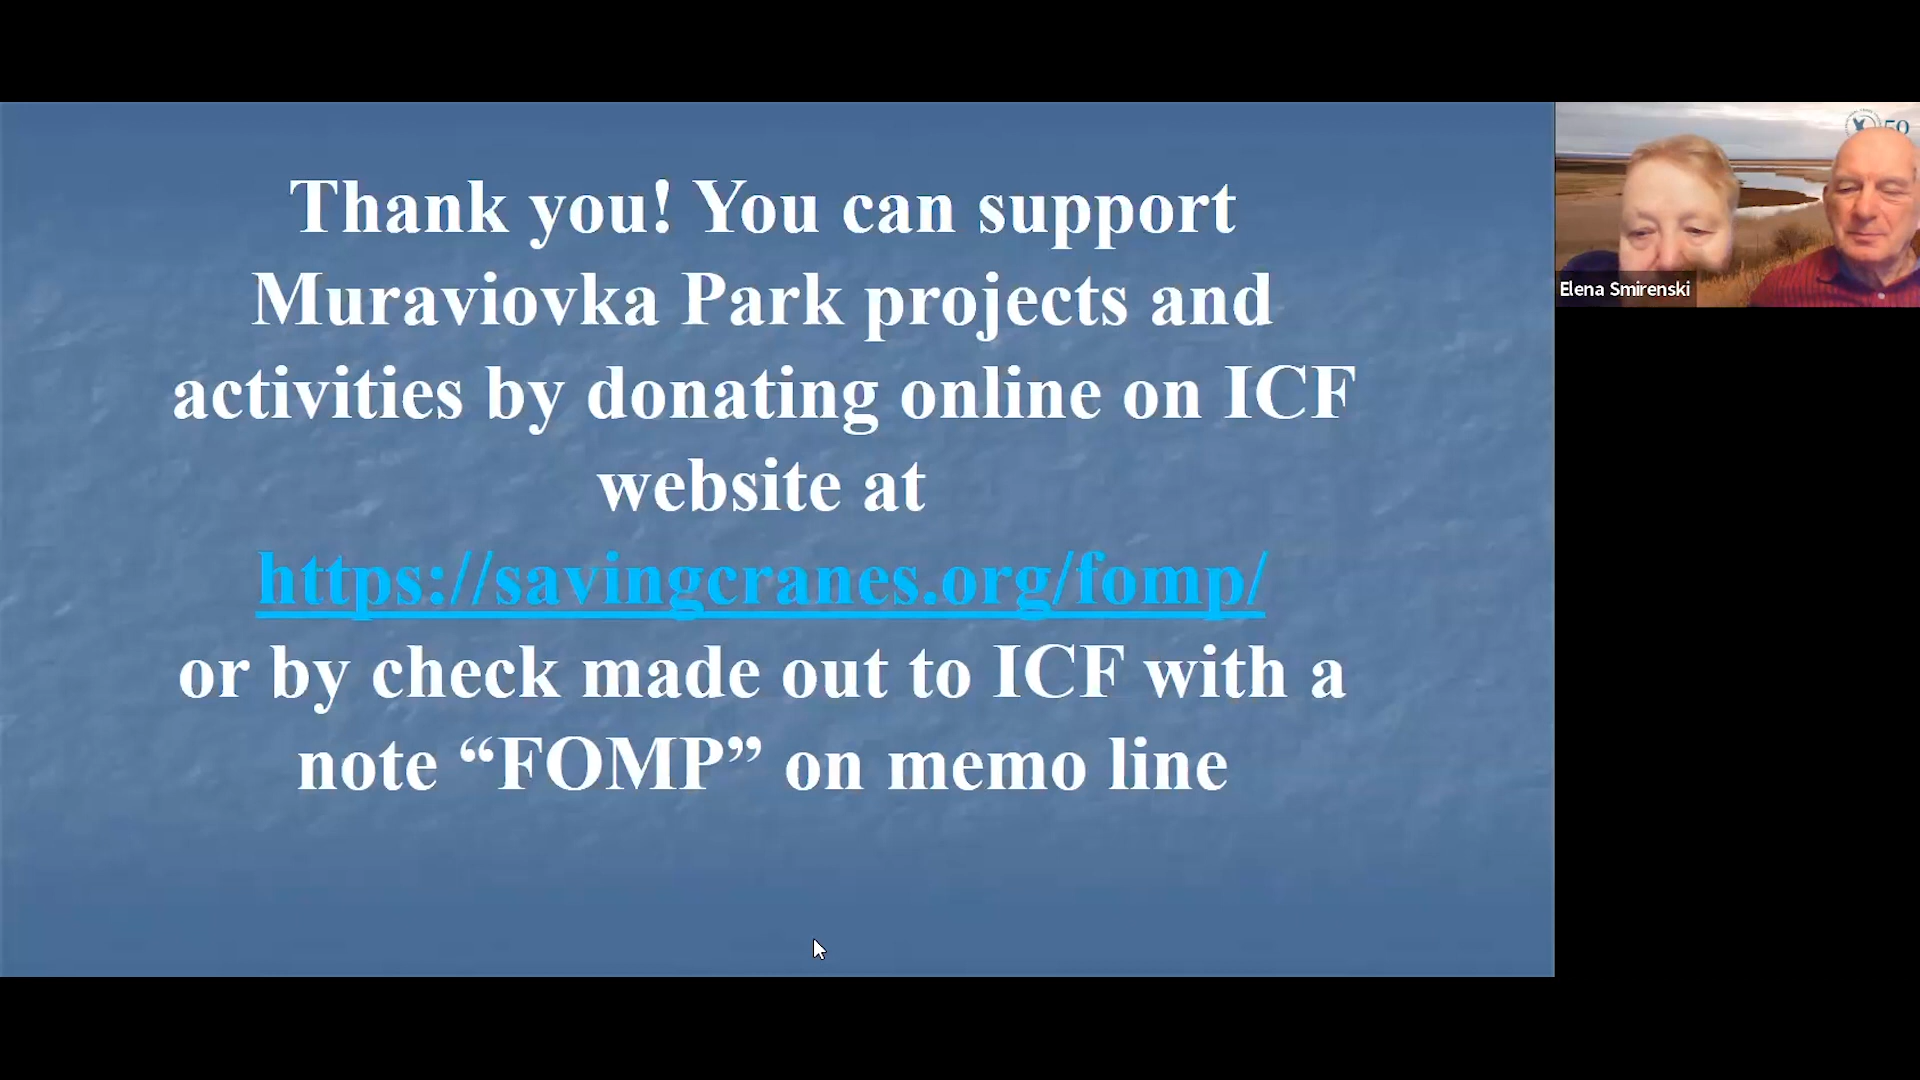 Thank you! You can support
Muraviovka Park projects and
activities by donating online on ICF
website at
https://savingcranes.org/fomp/
or by check made out to ICF with a
note “FOMP” on memo line
50
Elena Smirenski